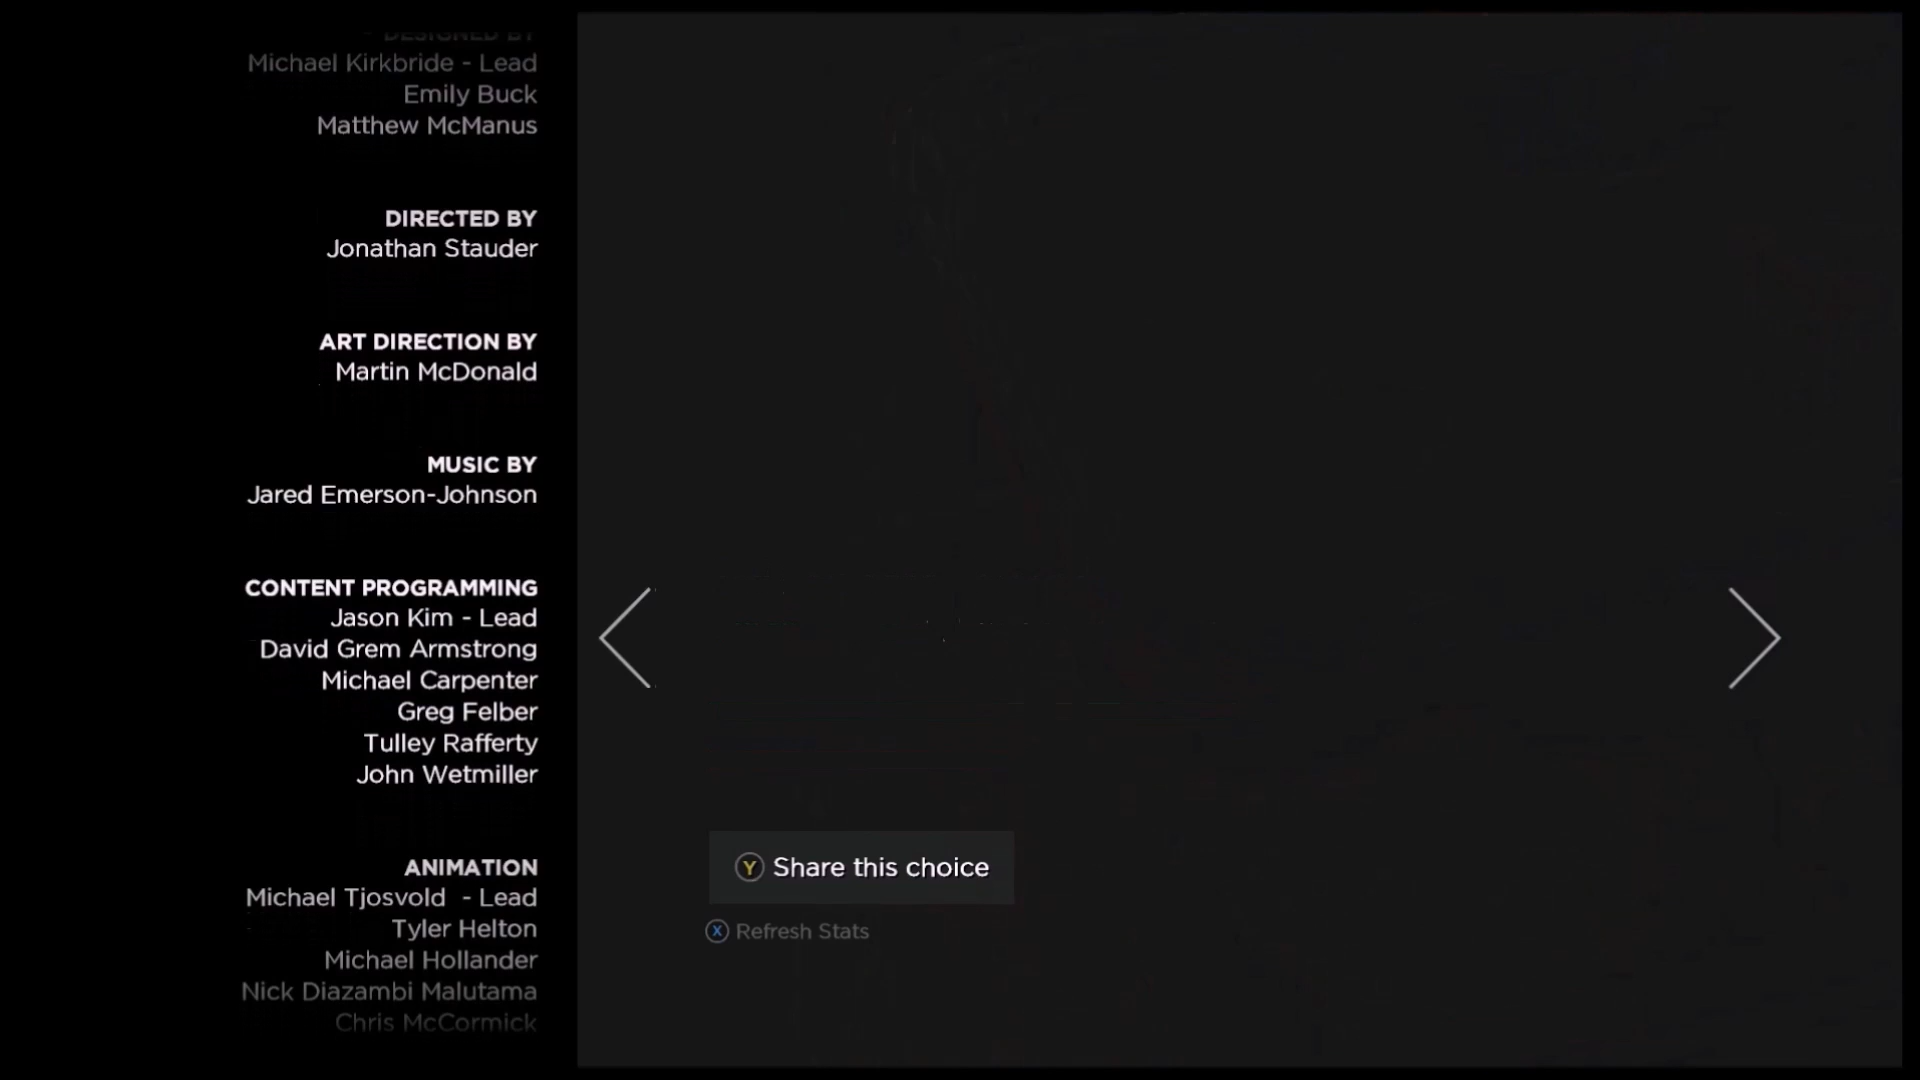 DESIGNED BY
Michael Kirkbride - Lead
Emily Buck
Matthew McManus
DIRECTED BY
Jonathan Stauder
ART DIRECTION BY
Martin McDonald
MUSIC BY
Jared Emerson-Johnson
CONTENT PROGRAMMING
Jason Kim - Lead
David Grem Armstrong
Michael Carpenter
Greg Felber
Tulley Rafferty
John Wetmiller
ANIMATION
Michael Tjosvold - Lead
Tyler Helton
Michael Hollander
Nick Diazambi Malutama
Chris McCormick
Y Share this choice
X Refresh Stats